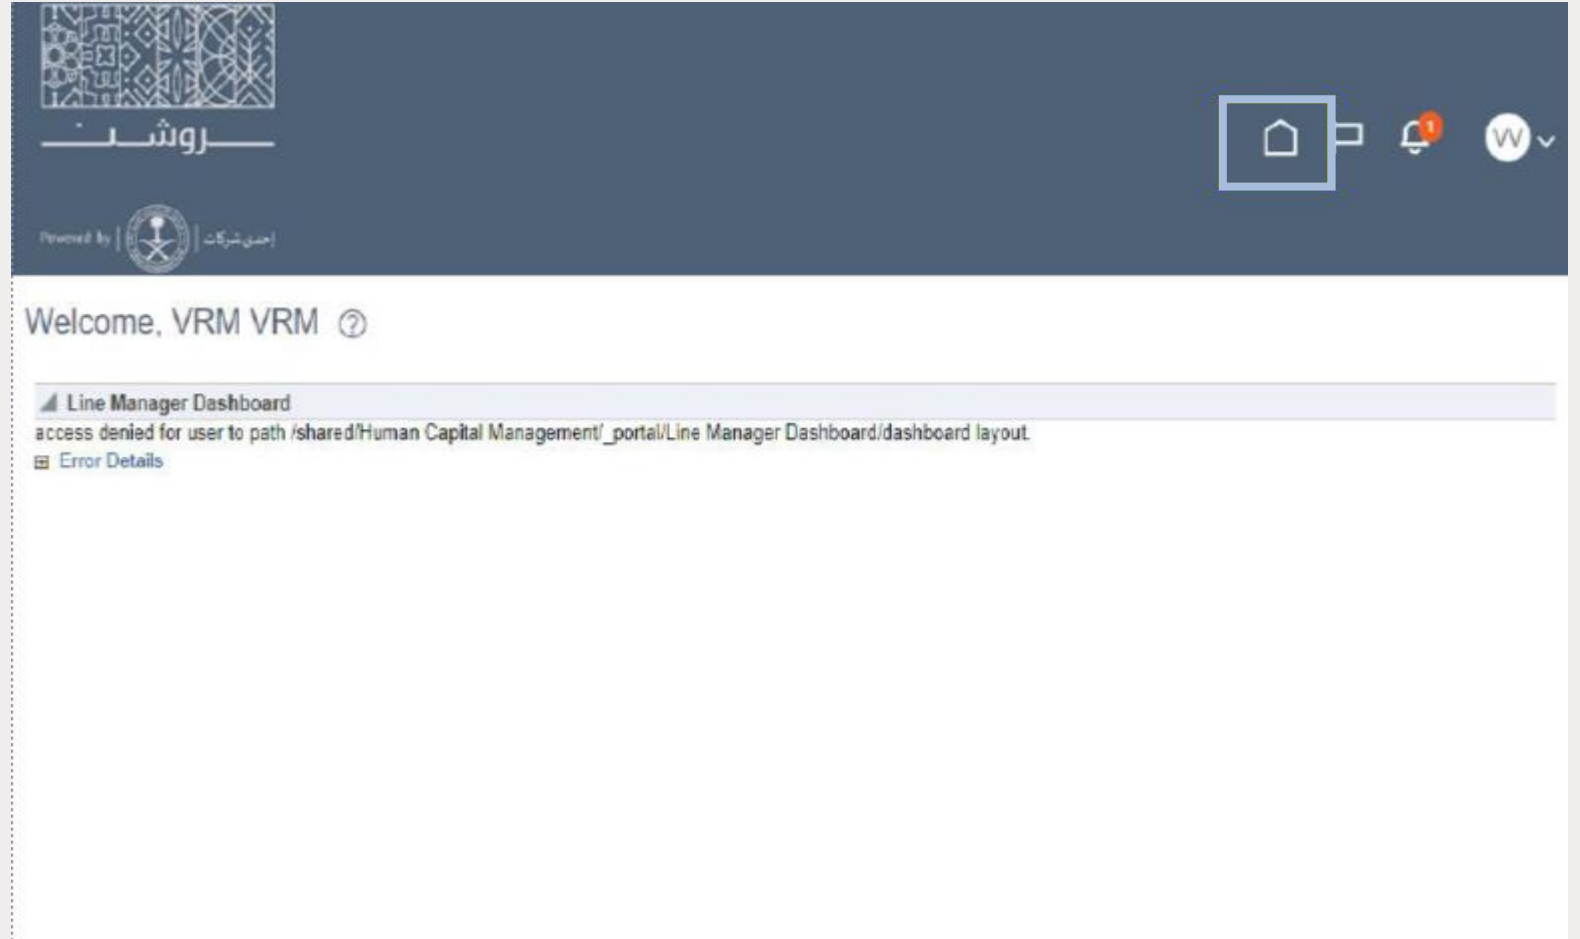 روشن
1
W
Powered by
إحدى شركات
Welcome, VRM VRM ?
Line Manager Dashboard
access denied for user to path /shared/Human Capital Management/_portal/Line Manager Dashboard/dashboard layout.
Error Details